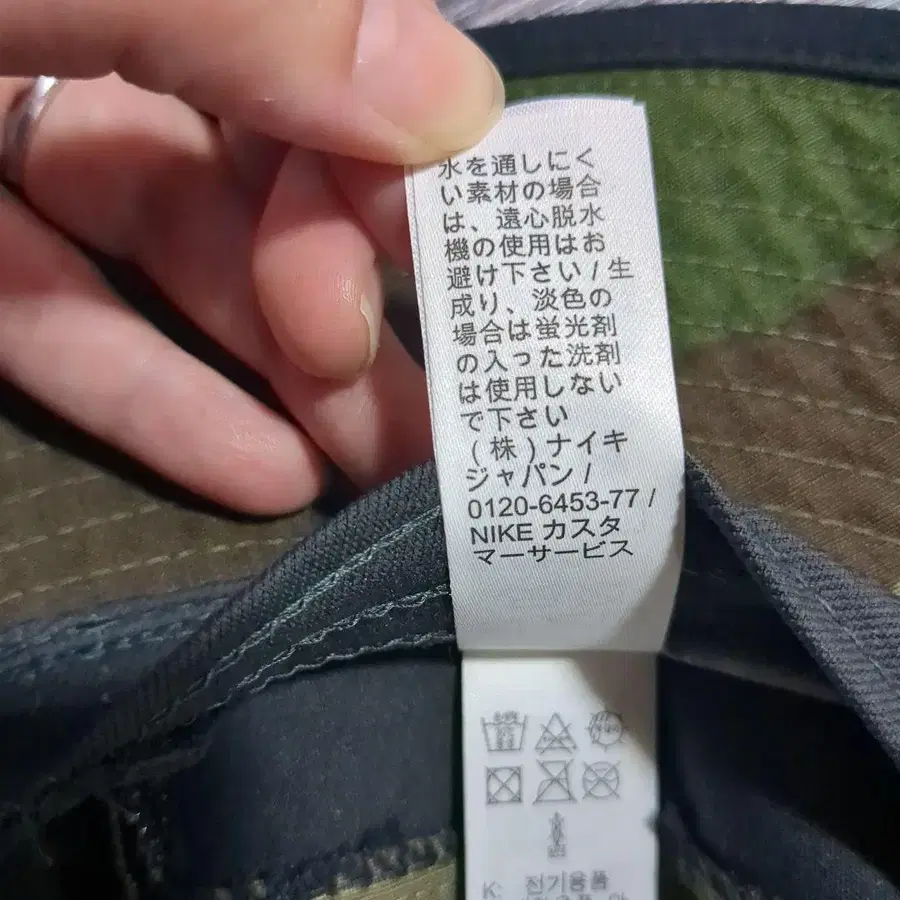 水を通しにく
い素材の場合
は、遠心脱水
機の使用はお
避け下さい / 生
成り、淡色の
場合は蛍光剤
の入った洗剤
は使用しない
で下さい
(株)ナイキ
ジャパン /
0120-6453-77 /
NIKE カスタ
マーサービス
K: 전기용품